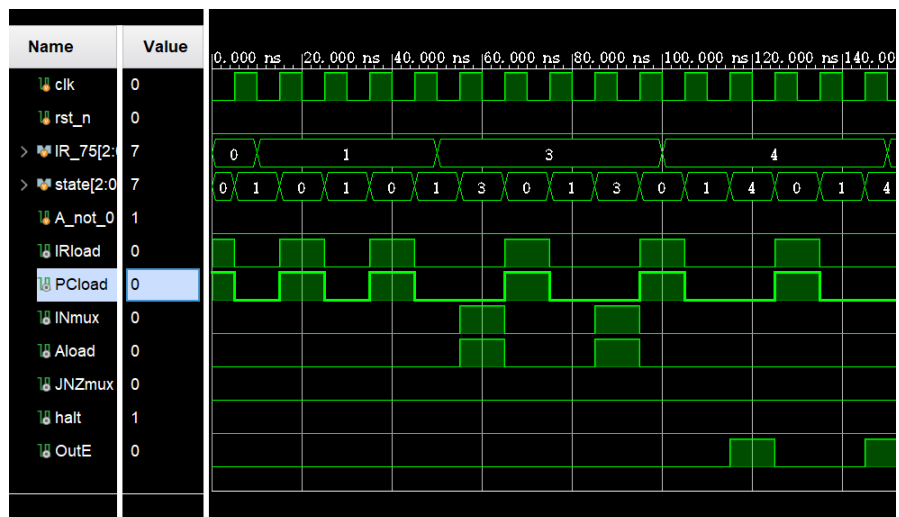 Name Value
0.000 ns 20.000 ns 40.000 ns 60.000 ns 80.000 ns 100.000 ns 120.000 ns 140.00
clk 0
rst_n 0
> IR_75[2: 7 0 1 3 4
> state[2:0 7 0 1 0 1 0 1 3 0 1 3 0 1 4 0 1 4
A_not_0 1
IRload 0
PCload 0
INmux 0
Aload 0
JNZmux 0
halt 1
OutE 0